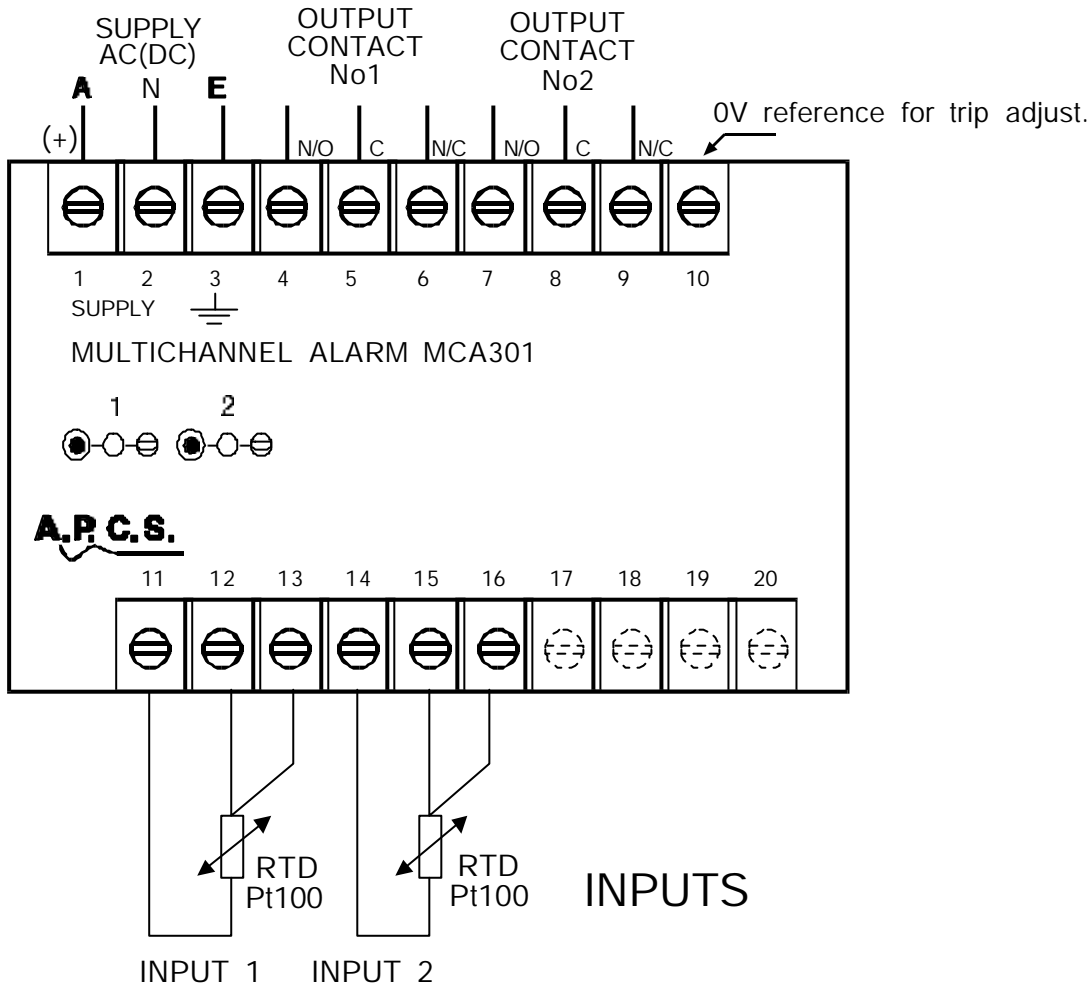 SUPPLY
AC(DC)
OUTPUT
CONTACT
No1
OUTPUT
CONTACT
No2
A N E
0V reference for trip adjust.
(+) N/O C N/C N/O C N/C
1 2 3 4 5 6 7 8 9 10
SUPPLY
MULTICHANNEL ALARM MCA301
1 2
A.P.C.S.
11 12 13 14 15 16 17 18 19 20
RTD
Pt100
RTD
Pt100
INPUTS
INPUT 1 INPUT 2